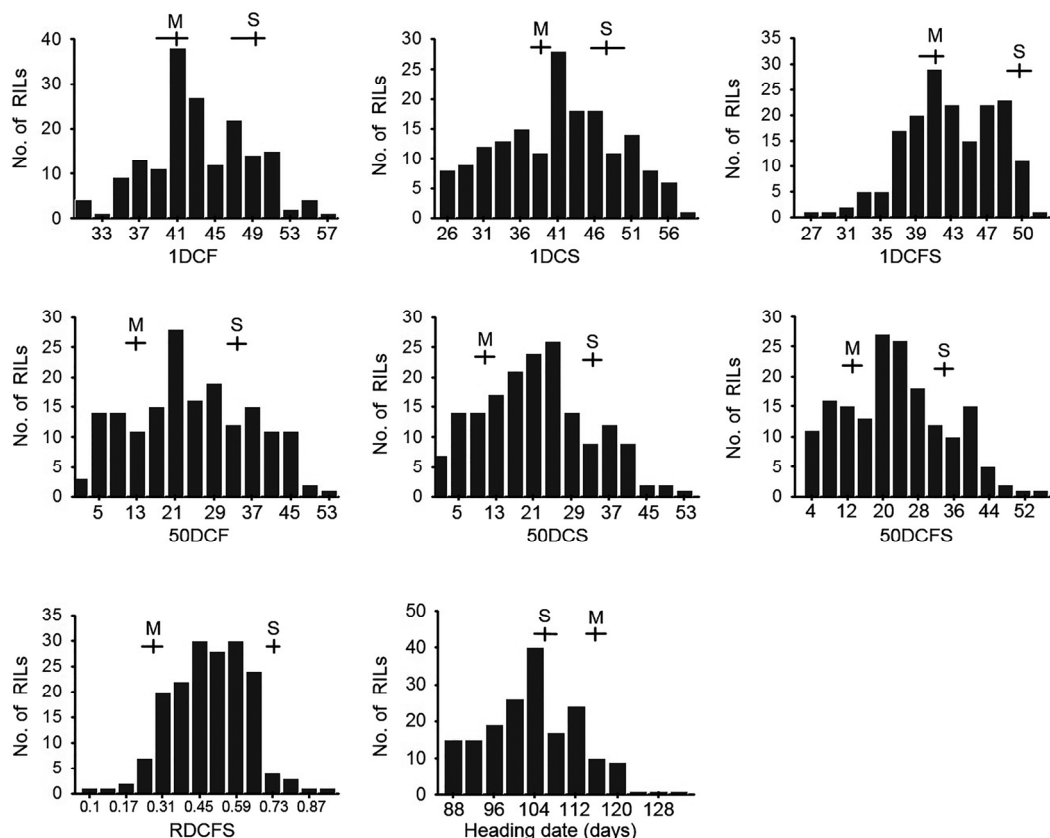 M S
No. of RILs
40
30
20
10
0
33 37 41 45 49 53 57
1DCF
M S
No. of RILs
30
25
20
15
10
5
0
26 31 36 41 46 51 56
1DCS
M S
No. of RILs
35
30
25
20
15
10
5
0
27 31 35 39 43 47 50
1DCFS
M S
No. of RILs
30
25
20
15
10
5
0
5 13 21 29 37 45 53
50DCF
M S
No. of RILs
30
25
20
15
10
5
0
5 13 21 29 37 45 53
50DCS
M S
No. of RILs
30
25
20
15
10
5
0
4 12 20 28 36 44 52
50DCFS
M S
No. of RILs
35
30
25
20
15
10
5
0
0.1 0.17 0.31 0.45 0.59 0.73 0.87
RDCFS
S M
No. of RILs
50
40
30
20
10
0
88 96 104 112 120 128
Heading date (days)